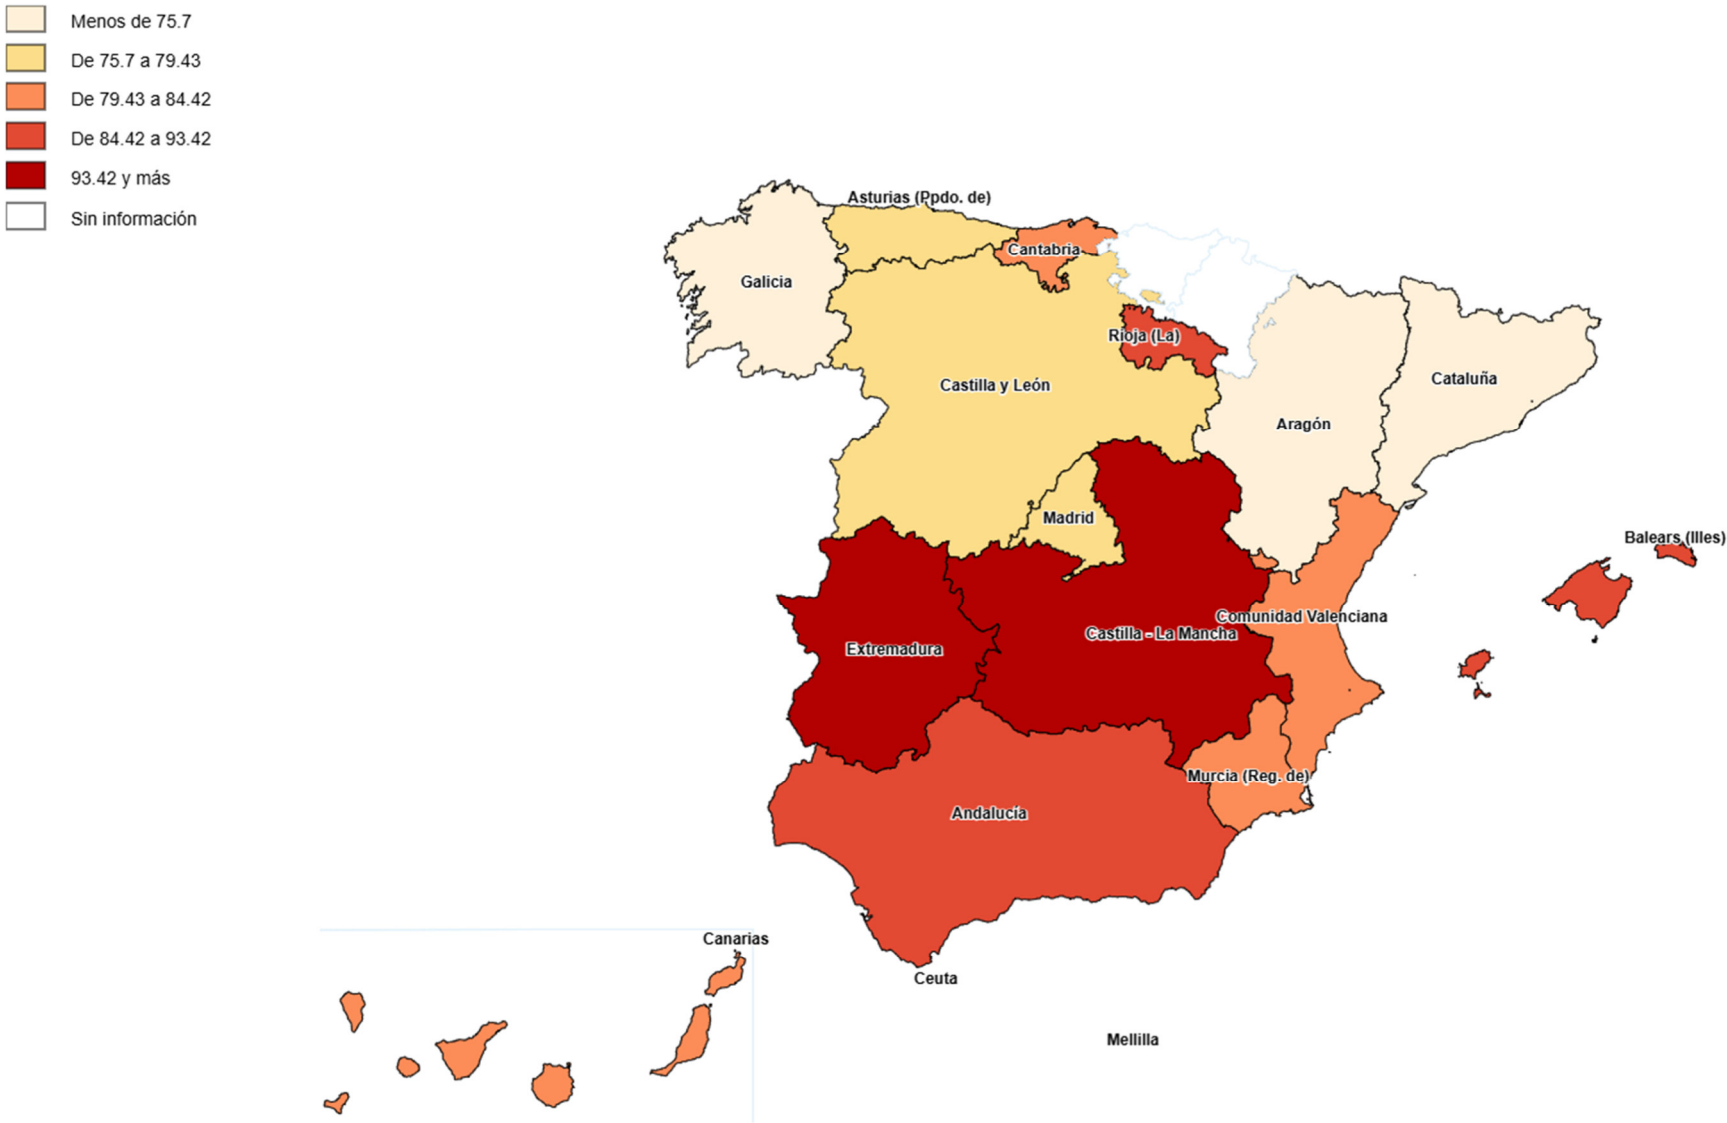 Menos de 75.7
De 75.7 a 79.43
De 79.43 a 84.42
De 84.42 a 93.42
93.42 y más
Sin información
Asturias (Ppdo. de)
Cantabria
Galicia
Rioja (La)
Castilla y León
Cataluña
Aragón
Madrid
Balears (Illes)
Comunidad Valenciana
Castilla - La Mancha
Extremadura
Murcia (Reg. de)
Andalucía
Canarias
Ceuta
Mellilla